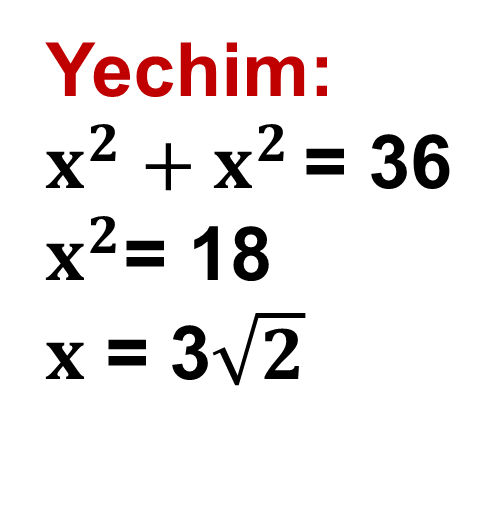 Yechim:
x² + x² = 36
x² = 18
x = 3√2